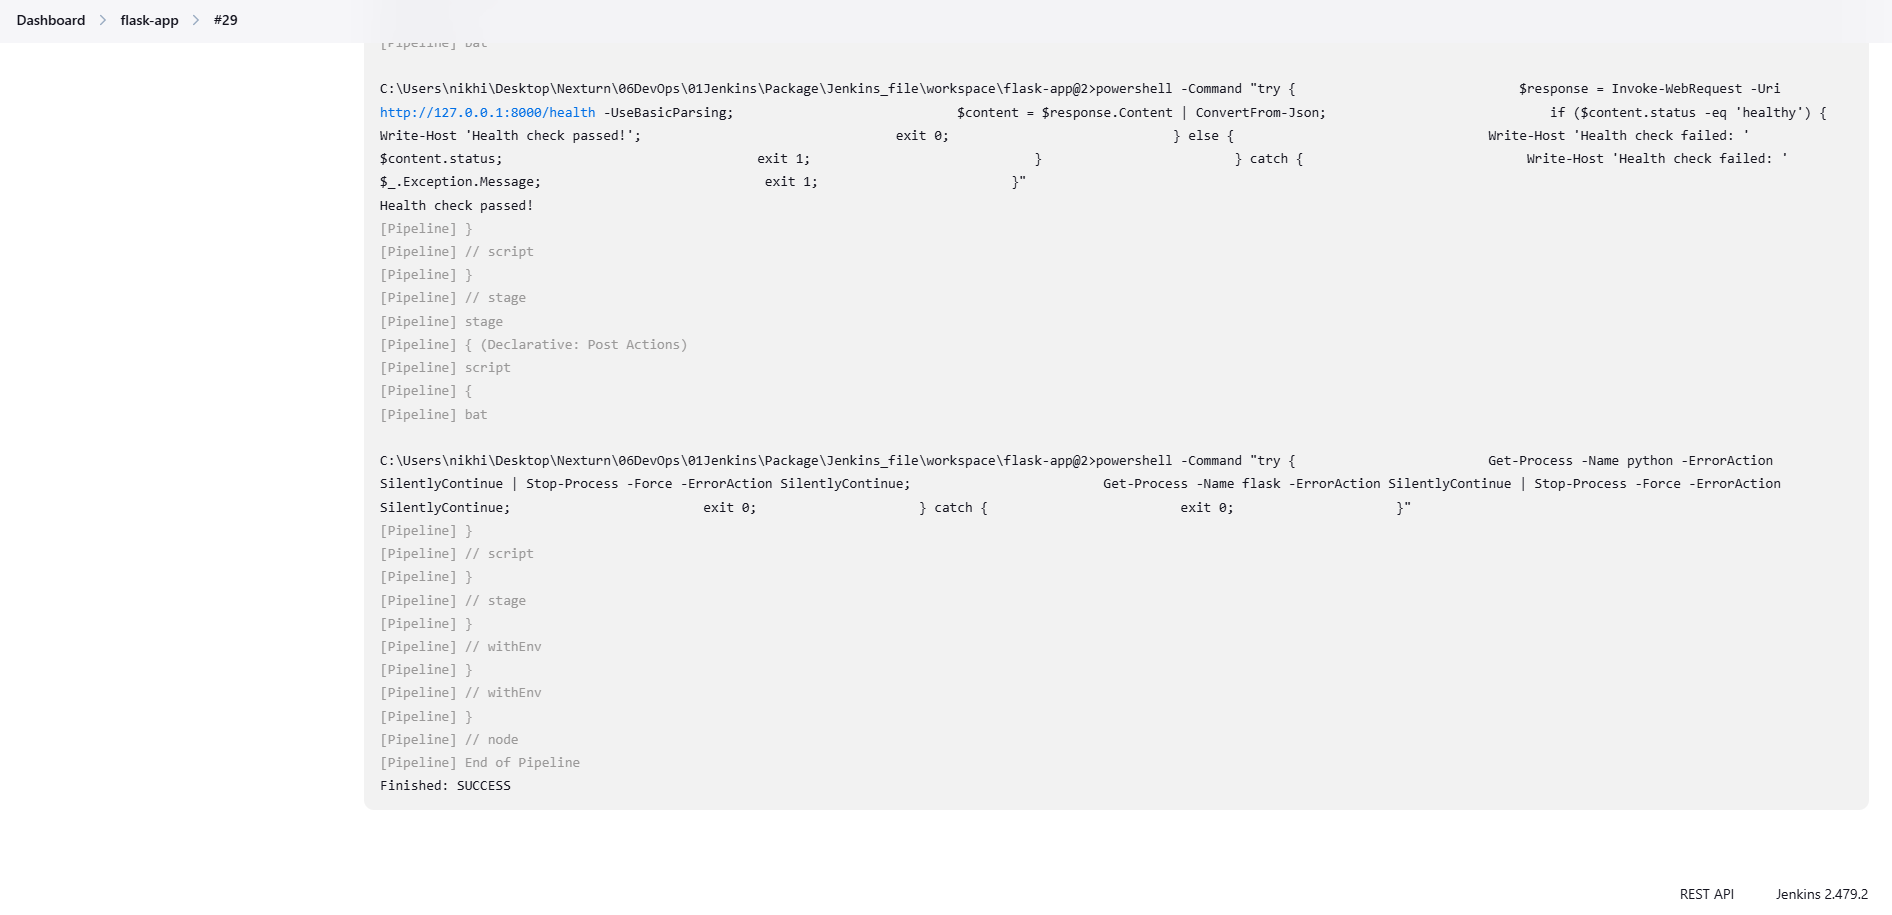 Dashboard > flask-app > #29
[Pipeline] bat
C:\Users\nikhi\Desktop\Nexturn\06DevOps\01Jenkins\Package\Jenkins_file\workspace\flask-app@2>powershell -Command "try {                             $response = Invoke-WebRequest -Uri
http://127.0.0.1:8000/health -UseBasicParsing;                             $content = $response.Content | ConvertFrom-Json;                             if ($content.status -eq 'healthy') {
Write-Host 'Health check passed!';                                 exit 0;                             } else {                                 Write-Host 'Health check failed: '
$content.status;                                 exit 1;                             }                         } catch {                             Write-Host 'Health check failed: '
$_.Exception.Message;                             exit 1;                         }"
Health check passed!
[Pipeline] }
[Pipeline] // script
[Pipeline] }
[Pipeline] // stage
[Pipeline] stage
[Pipeline] { (Declarative: Post Actions)
[Pipeline] script
[Pipeline] {
[Pipeline] bat
C:\Users\nikhi\Desktop\Nexturn\06DevOps\01Jenkins\Package\Jenkins_file\workspace\flask-app@2>powershell -Command "try {                         Get-Process -Name python -ErrorAction
SilentlyContinue | Stop-Process -Force -ErrorAction SilentlyContinue;                         Get-Process -Name flask -ErrorAction SilentlyContinue | Stop-Process -Force -ErrorAction
SilentlyContinue;                         exit 0;                     } catch {                         exit 0;                     }"
[Pipeline] }
[Pipeline] // script
[Pipeline] }
[Pipeline] // stage
[Pipeline] }
[Pipeline] // withEnv
[Pipeline] }
[Pipeline] // withEnv
[Pipeline] }
[Pipeline] // node
[Pipeline] End of Pipeline
Finished: SUCCESS
REST API    Jenkins 2.479.2